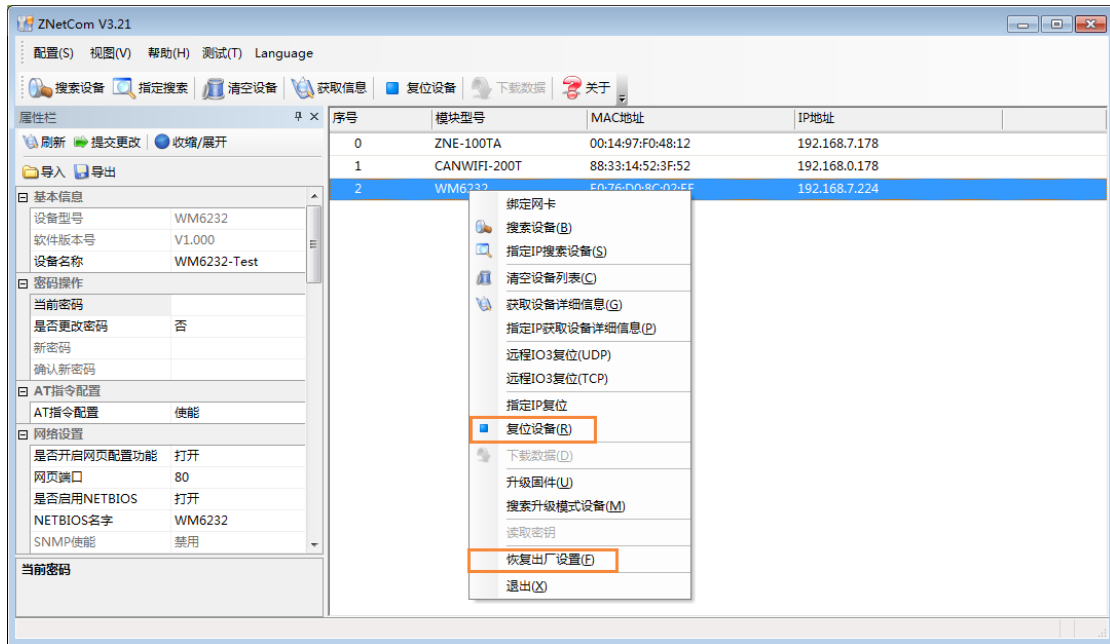 ZNetCom V3.21
配置(S) 视图(V) 帮助(H) 测试(T) Language
搜索设备 指定搜索 清空设备 获取信息 复位设备 下载数据 关于
属性栏
刷新 提交更改 收缩/展开
导入 导出
基本信息
设备型号 WM6232
软件版本号 V1.000
设备名称 WM6232-Test
密码操作
当前密码
是否更改密码 否
新密码
确认新密码
AT指令配置
AT指令配置 使能
网络设置
是否开启网页配置功能 打开
网页端口 80
是否启用NETBIOS 打开
NETBIOS名字 WM6232
SNMP使能 禁用
当前密码
序号 模块型号 MAC地址 IP地址
0 ZNE-100TA 00:14:97:F0:48:12 192.168.7.178
1 CANWIFI-200T 88:33:14:52:3F:52 192.168.0.178
2 WM6232 E0:76:D0:8C:02:EE 192.168.7.224
绑定网卡
搜索设备(B)
指定IP搜索设备(S)
清空设备列表(C)
获取设备详细信息(G)
指定IP获取设备详细信息(P)
远程IO3复位(UDP)
远程IO3复位(TCP)
指定IP复位
复位设备(R)
下载数据(D)
升级固件(U)
搜索升级模式设备(M)
读取密钥
恢复出厂设置(F)
退出(X)